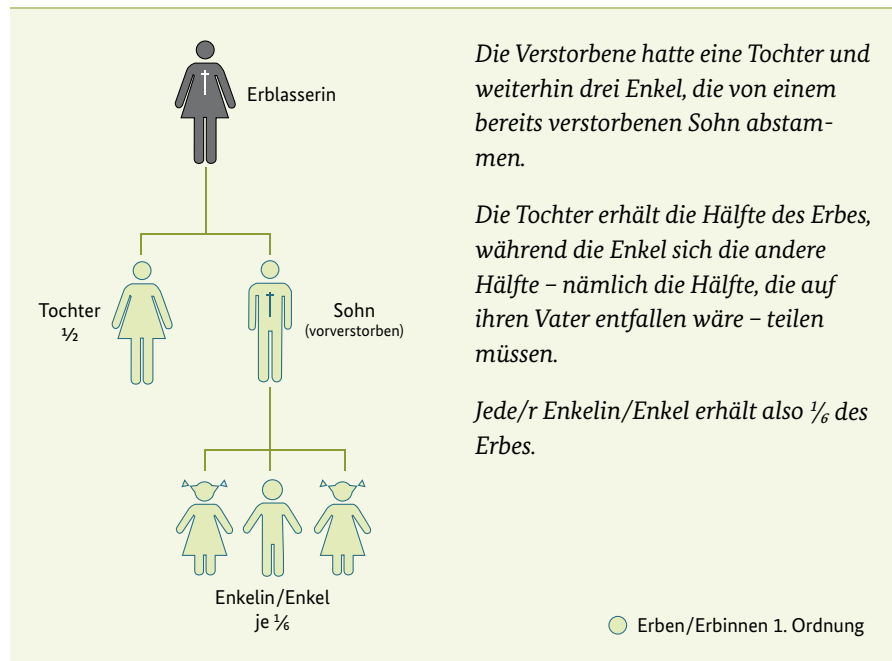 Erblasserin
Tochter
½
Sohn
(vorverstorben)
Enkelin/Enkel
je ⅙
Die Verstorbene hatte eine Tochter und
weiterhin drei Enkel, die von einem
bereits verstorbenen Sohn abstam-
men.
Die Tochter erhält die Hälfte des Erbes,
während die Enkel sich die andere
Hälfte – nämlich die Hälfte, die auf
ihren Vater entfallen wäre – teilen
müssen.
Jede/r Enkelin/Enkel erhält also ⅙ des
Erbes.
Erben/Erbinnen 1. Ordnung